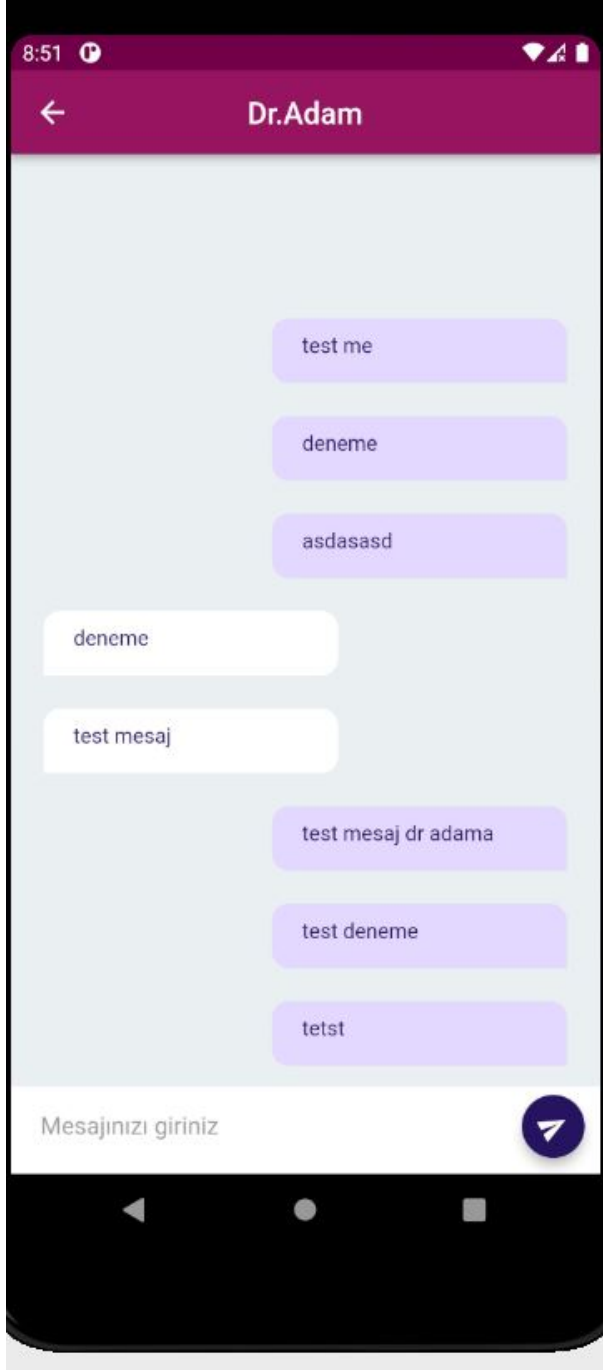 8:51
Dr.Adam
test me
deneme
asdasasd
deneme
test mesaj
test mesaj dr adama
test deneme
tetst
Mesajınızı giriniz